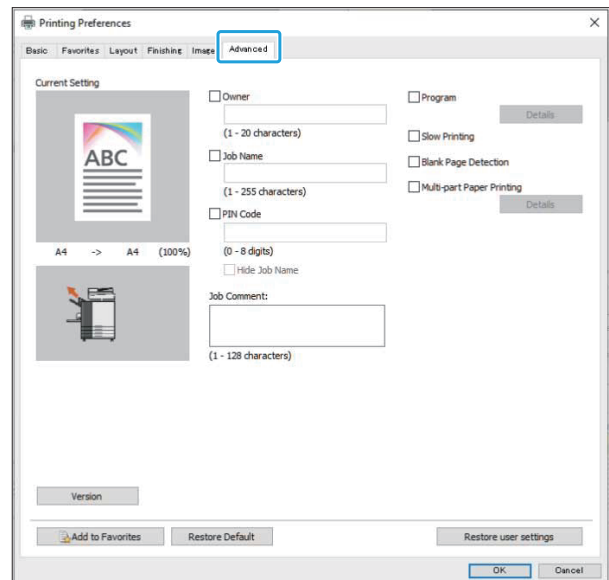 Printing Preferences
Basic Favorites Layout Finishing Image Advanced
Current Setting
ABC
A4 -> A4 (100%)
Owner
(1 - 20 characters)
Job Name
(1 - 255 characters)
PIN Code
(0 - 8 digits)
Hide Job Name
Job Comment:
(1 - 128 characters)
Program
Details
Slow Printing
Blank Page Detection
Multi-part Paper Printing
Details
Version
Add to Favorites Restore Default Restore user settings
OK Cancel